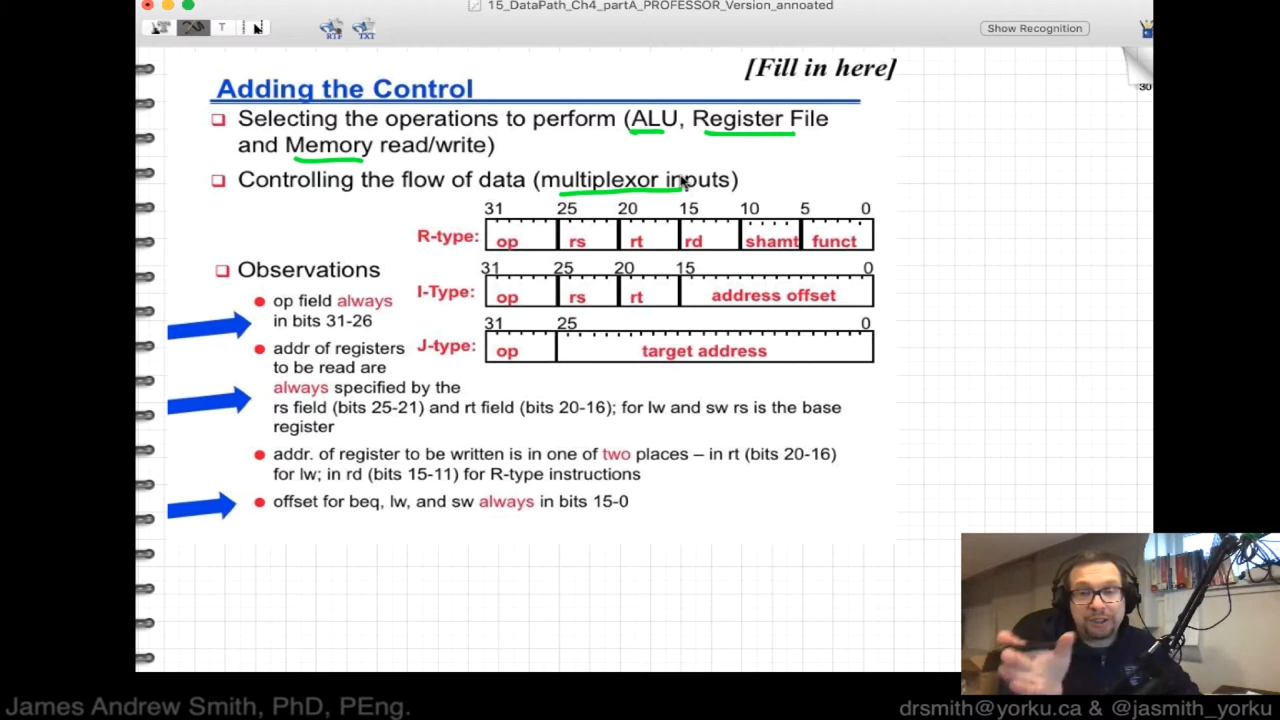 15_DataPath_Ch4_partA_PROFESSOR_Version_annoated
T
RTF
TXT
Show Recognition
[Fill in here]
30
Adding the Control
Selecting the operations to perform (ALU, Register File
and Memory read/write)
Controlling the flow of data (multiplexor inputs)
31 25 20 15 10 5 0
R-type: op rs rt rd shamt funct
Observations
31 25 20 15 0
I-Type: op rs rt address offset
31 25 0
J-type: op target address
op field always
in bits 31-26
addr of registers
to be read are
always specified by the
rs field (bits 25-21) and rt field (bits 20-16); for lw and sw rs is the base
register
addr. of register to be written is in one of two places – in rt (bits 20-16)
for lw; in rd (bits 15-11) for R-type instructions
offset for beq, lw, and sw always in bits 15-0
James Andrew Smith, PhD, PEng.
drsmith@yorku.ca & @jasmith_yorku